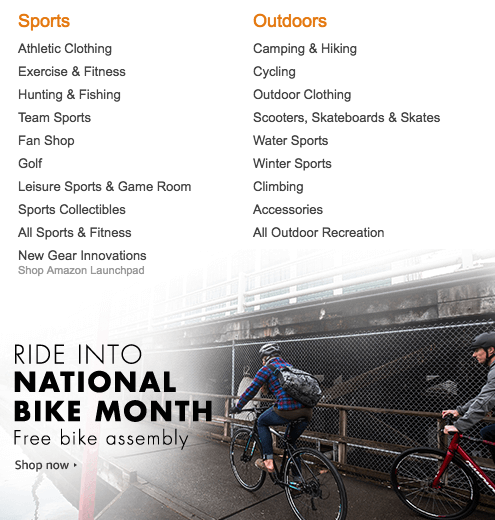 Sports
Athletic Clothing
Exercise & Fitness
Hunting & Fishing
Team Sports
Fan Shop
Golf
Leisure Sports & Game Room
Sports Collectibles
All Sports & Fitness
New Gear Innovations
Shop Amazon Launchpad
Outdoors
Camping & Hiking
Cycling
Outdoor Clothing
Scooters, Skateboards & Skates
Water Sports
Winter Sports
Climbing
Accessories
All Outdoor Recreation
RIDE INTO
NATIONAL
BIKE MONTH
Free bike assembly
Shop now